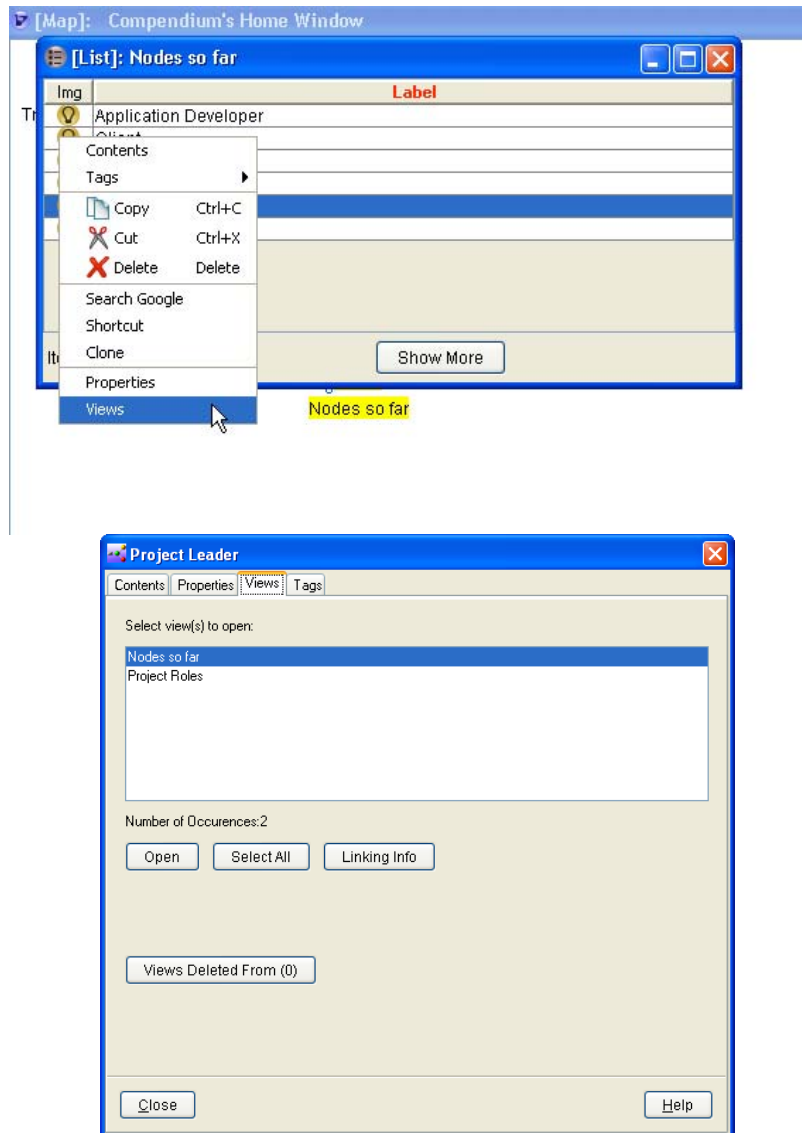 [Map]: Compendium's Home Window
[List]: Nodes so far
Img Label
Tr
Application Developer
Client
Contents
Tags
Copy Ctrl+C
Cut Ctrl+X
Delete Delete
Search Google
Shortcut
Clone
Properties
Views
Show More
Nodes so far
Project Leader
Contents Properties Views Tags
Select view(s) to open:
Nodes so far
Project Roles
Number of Occurences:2
Open Select All Linking Info
Views Deleted From (0)
Close Help